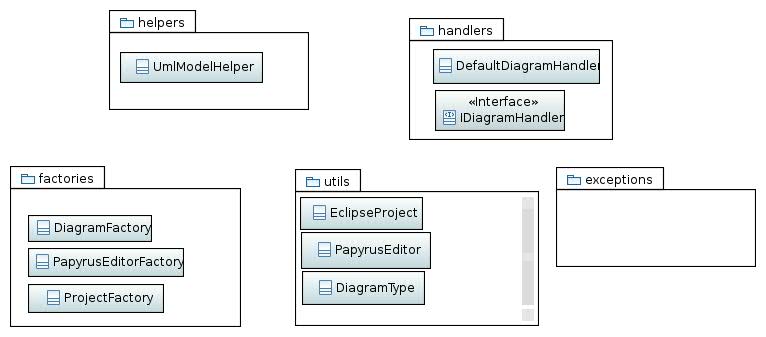 helpers
UmlModelHelper
handlers
DefaultDiagramHandler
«Interface»
IDiagramHandler
factories
DiagramFactory
PapyrusEditorFactory
ProjectFactory
utils
EclipseProject
PapyrusEditor
DiagramType
exceptions